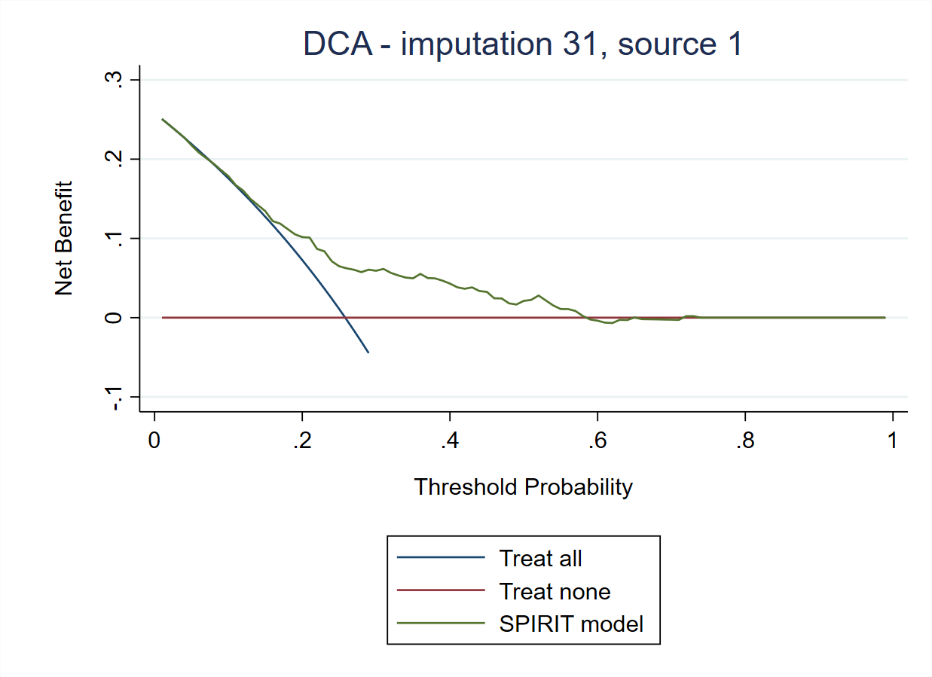 DCA - imputation 31, source 1
.3
.2
.1
0
-.1
Net Benefit
0 .2 .4 .6 .8 1
Threshold Probability
Treat all
Treat none
SPIRIT model